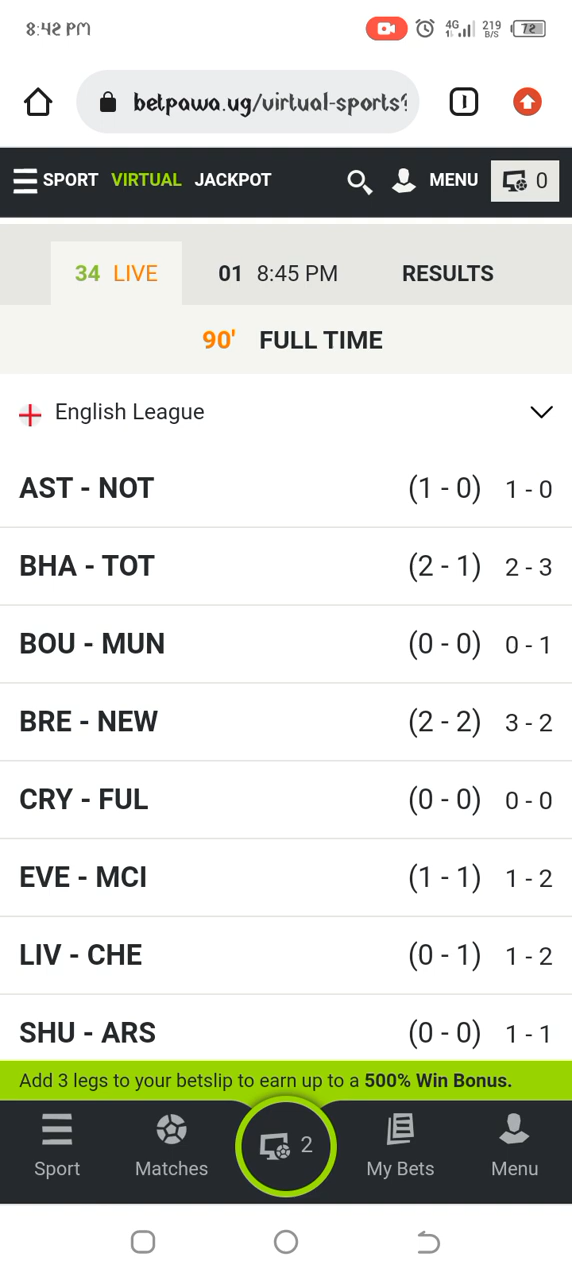 8:42 PM 4G 219 B/S 72
betpawa.ug/virtual-sports?
SPORT VIRTUAL JACKPOT MENU 0
34 LIVE 01 8:45 PM RESULTS
90' FULL TIME
English League
AST - NOT (1 - 0) 1 - 0
BHA - TOT (2 - 1) 2 - 3
BOU - MUN (0 - 0) 0 - 1
BRE - NEW (2 - 2) 3 - 2
CRY - FUL (0 - 0) 0 - 0
EVE - MCI (1 - 1) 1 - 2
LIV - CHE (0 - 1) 1 - 2
SHU - ARS (0 - 0) 1 - 1
Add 3 legs to your betslip to earn up to a 500% Win Bonus.
2
Sport Matches My Bets Menu